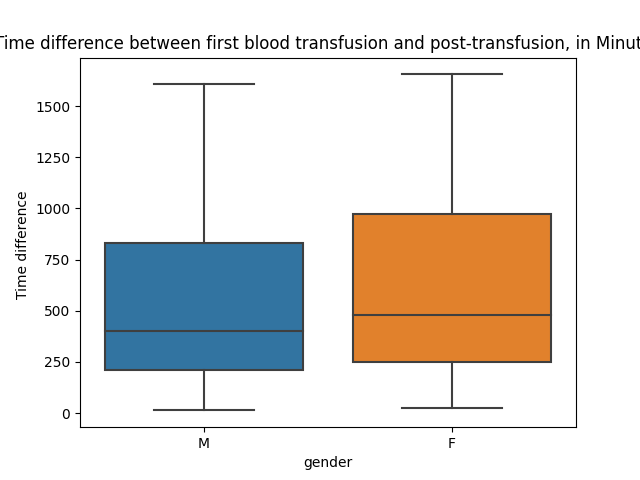 Time difference between first blood transfusion and post-transfusion, in Minut
1500
1250
1000
750
500
250
0
Time difference
M
F
gender